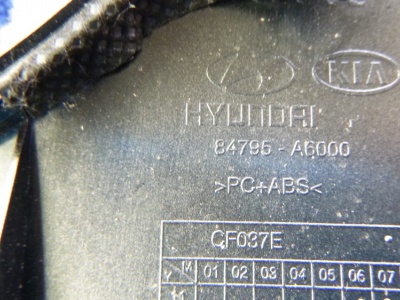 KIA
HYUNDAI
84795 - A6000
>PC+ABS<
CF037E
M 01 02 03 04 05 06 07